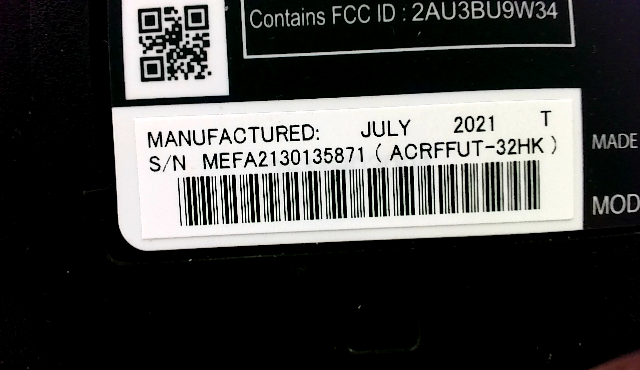 Contains FCC ID : 2AU3BU9W34
MANUFACTURED: JULY 2021 T
S/N MEFA2130135871 ( ACRFFUT-32HK )
MADE
MOD